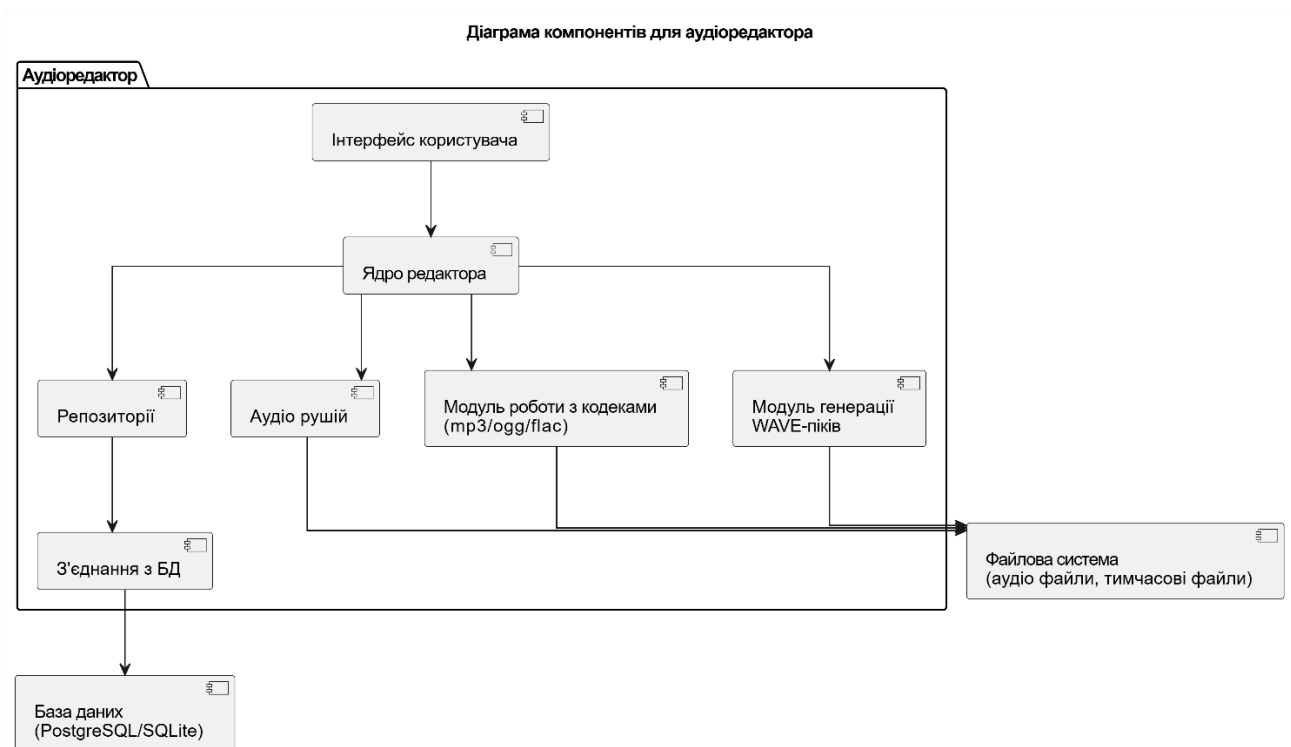 Діаграма компонентів для аудіоредактора
Аудіоредактор
Інтерфейс користувача
Ядро редактора
Репозиторії
Аудіо рушій
Модуль роботи з кодеками
(mp3/ogg/flac)
Модуль генерації
WAVE-піків
З'єднання з БД
Файлова система
(аудіо файли, тимчасові файли)
База даних
(PostgreSQL/SQLite)